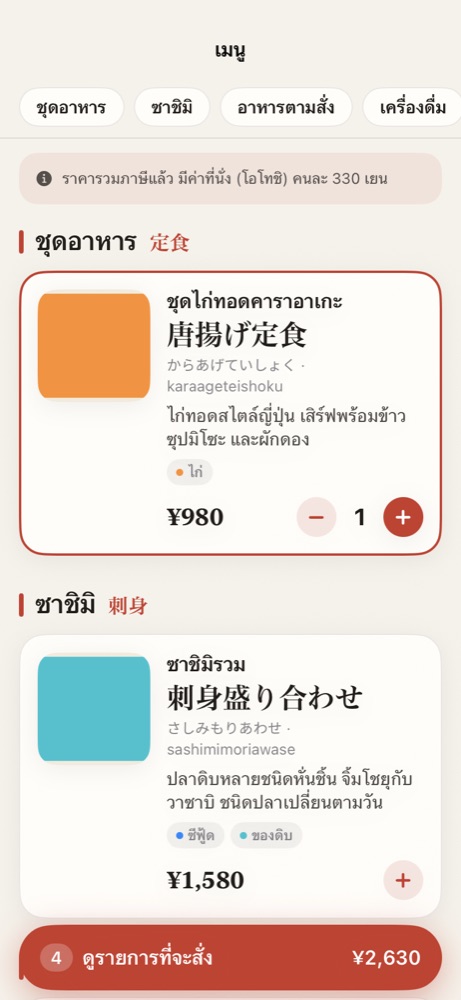 เมนู
ชุดอาหาร
ซาชิมิ
อาหารตามสั่ง
เครื่องดื่ม
ราคารวมภาษีแล้ว มีค่าที่นั่ง (โอโทชิ) คนละ 330 เยน
ชุดอาหาร 定食
ชุดไก่ทอดคาราอาเกะ
唐揚げ定食
からあげていしょく ·
karaageteishoku
ไก่ทอดสไตล์ญี่ปุ่น เสิร์ฟพร้อมข้าว
ซุปมิโซะ และผักดอง
ไก่
¥980
− 1 +
ซาชิมิ 刺身
ซาชิมิรวม
刺身盛り合わせ
さしみもりあわせ ·
sashimimoriawase
ปลาดิบหลายชนิดหั่นชิ้น จิ้มโชยุกับ
วาซาบิ ชนิดปลาเปลี่ยนตามวัน
ซีฟู้ด
ของดิบ
¥1,580
+
4 ดูรายการที่จะสั่ง ¥2,630